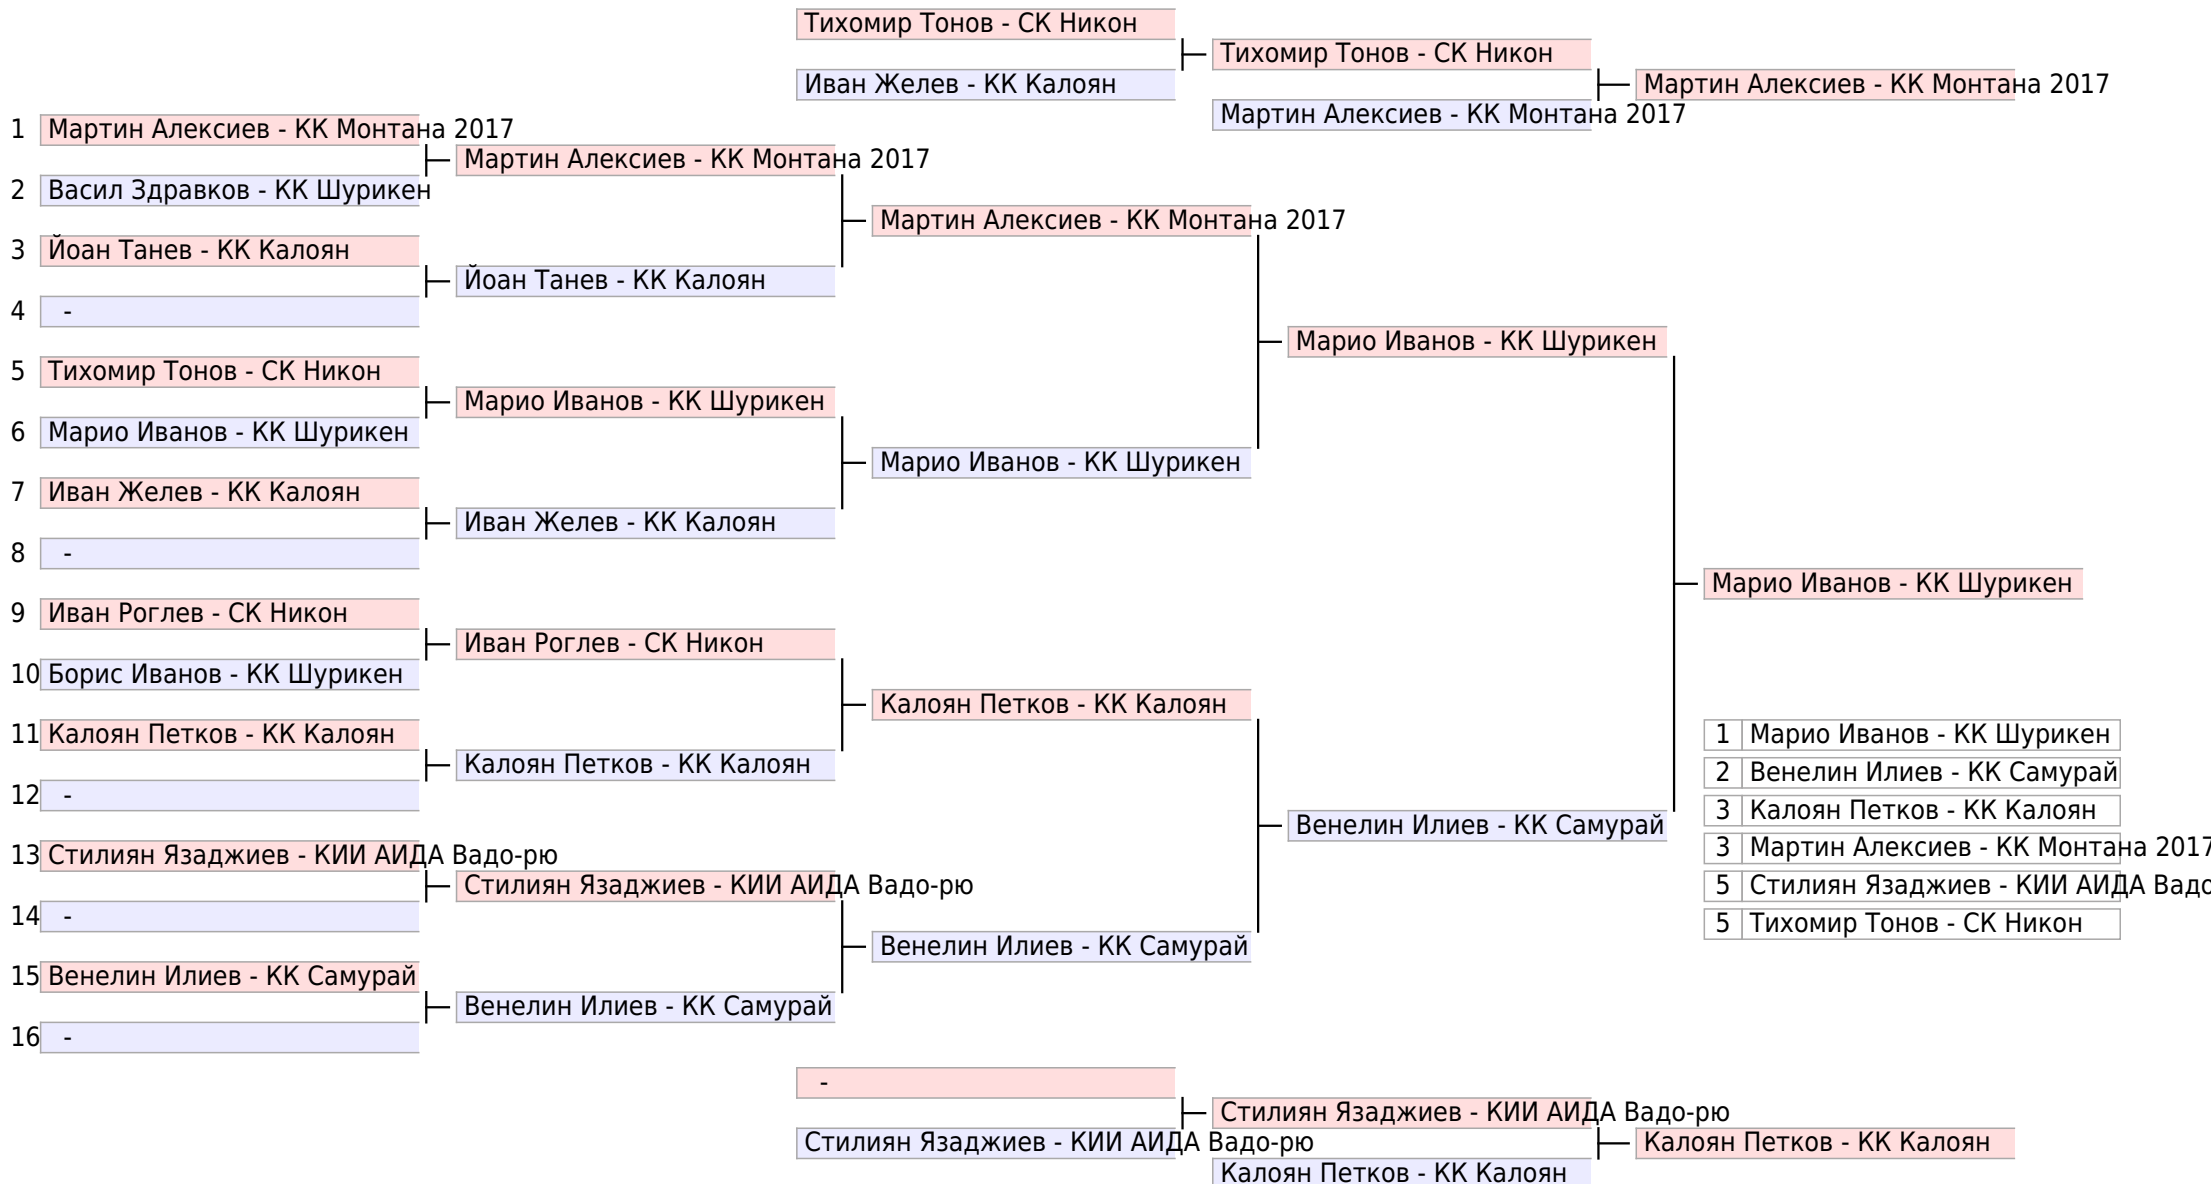 Тихомир Тонов - СК Никон
Тихомир Тонов - СК Никон
Иван Желев - КК Калоян
Мартин Алексиев - КК Монтана 2017
Мартин Алексиев - КК Монтана 2017
1 Мартин Алексиев - КК Монтана 2017
Мартин Алексиев - КК Монтана 2017
2 Васил Здравков - КК Шурикен
Мартин Алексиев - КК Монтана 2017
3 Йоан Танев - КК Калоян
Йоан Танев - КК Калоян
4 -
Марио Иванов - КК Шурикен
5 Тихомир Тонов - СК Никон
Марио Иванов - КК Шурикен
6 Марио Иванов - КК Шурикен
Марио Иванов - КК Шурикен
7 Иван Желев - КК Калоян
Иван Желев - КК Калоян
8 -
Марио Иванов - КК Шурикен
9 Иван Роглев - СК Никон
Иван Роглев - СК Никон
10 Борис Иванов - КК Шурикен
Калоян Петков - КК Калоян
11 Калоян Петков - КК Калоян
Калоян Петков - КК Калоян
12 -
Венелин Илиев - КК Самурай
13 Стилиян Язаджиев - КИИ АИДА Вадо-рю
Стилиян Язаджиев - КИИ АИДА Вадо-рю
14 -
Венелин Илиев - КК Самурай
15 Венелин Илиев - КК Самурай
Венелин Илиев - КК Самурай
16 -
1 Марио Иванов - КК Шурикен
2 Венелин Илиев - КК Самурай
3 Калоян Петков - КК Калоян
3 Мартин Алексиев - КК Монтана 2017
5 Стилиян Язаджиев - КИИ АИДА Вадо
5 Тихомир Тонов - СК Никон
-
Стилиян Язаджиев - КИИ АИДА Вадо-рю
Стилиян Язаджиев - КИИ АИДА Вадо-рю
Калоян Петков - КК Калоян
Калоян Петков - КК Калоян